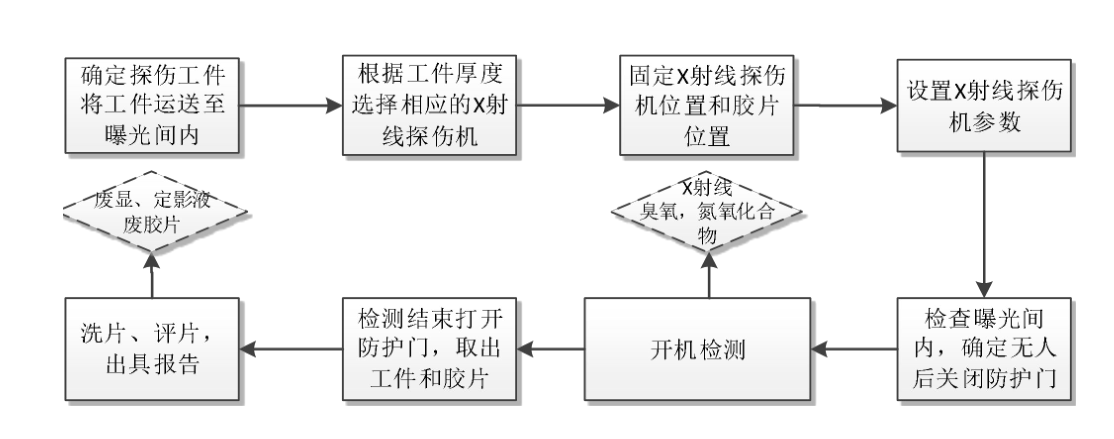 确定探伤工件
将工件运送至
曝光间内
根据工件厚度
选择相应的X射
线探伤机
固定X射线探伤
机位置和胶片
位置
设置X射线探伤
机参数
废显、定影液
废胶片
X射线
臭氧，氮氧化合
物
检查曝光间
内，确定无人
后关闭防护门
开机检测
检测结束打开
防护门，取出
工件和胶片
洗片、评片，
出具报告